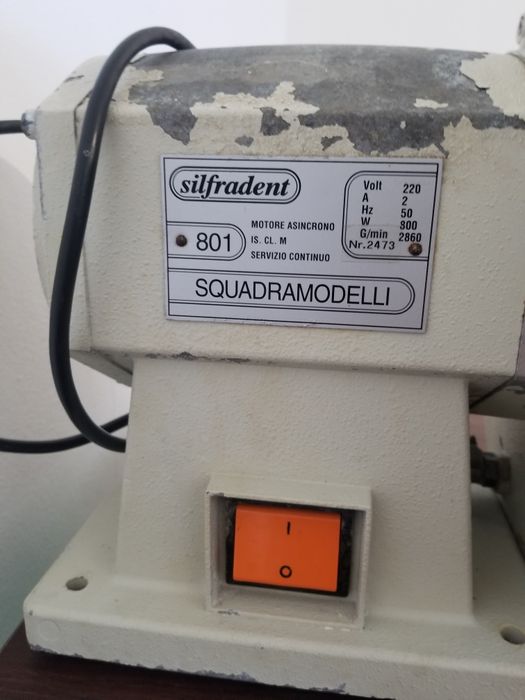 silfradent
801
MOTORE ASINCRONO
IS. CL. M
SERVIZIO CONTINUO
Volt 220
A 2
Hz 50
W 300
G/min 2860
Nr.2473
SQUADRAMODELLI
I
O